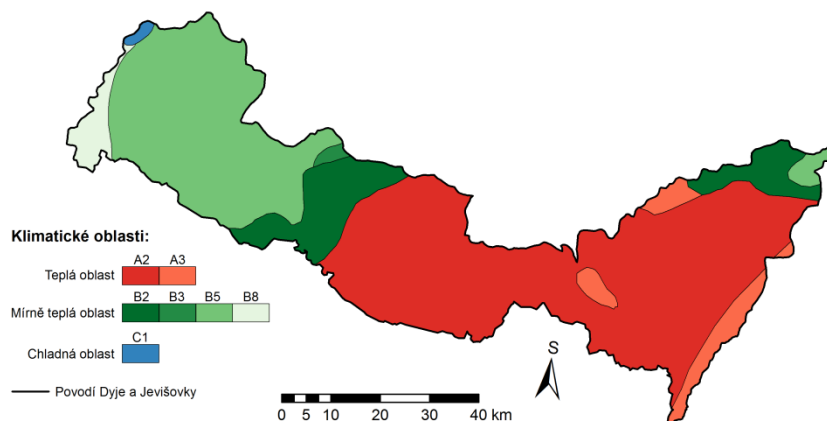 Klimatické oblasti:
A2 A3
Teplá oblast
B2 B3 B5 B8
Mírně teplá oblast
C1
Chladná oblast
Povodí Dyje a Jevišovky
S
0 5 10 20 30 40 km